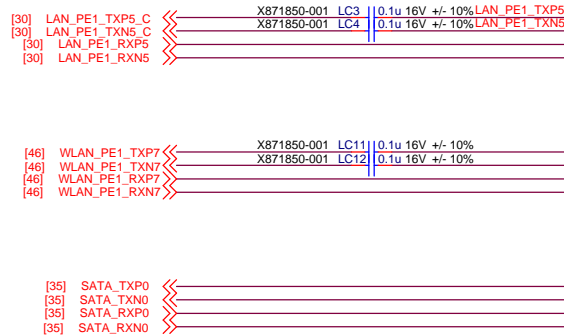 [30] LAN_PE1_TXP5_C X871850-001 LC3 0.1u 16V +/- 10% LAN_PE1_TXP5
[30] LAN_PE1_TXN5_C X871850-001 LC4 0.1u 16V +/- 10% LAN_PE1_TXN5
[30] LAN_PE1_RXP5
[30] LAN_PE1_RXN5
[46] WLAN_PE1_TXP7 X871850-001 LC11 0.1u 16V +/- 10%
[46] WLAN_PE1_TXN7 X871850-001 LC12 0.1u 16V +/- 10%
[46] WLAN_PE1_RXP7
[46] WLAN_PE1_RXN7
[35] SATA_TXP0
[35] SATA_TXN0
[35] SATA_RXP0
[35] SATA_RXN0